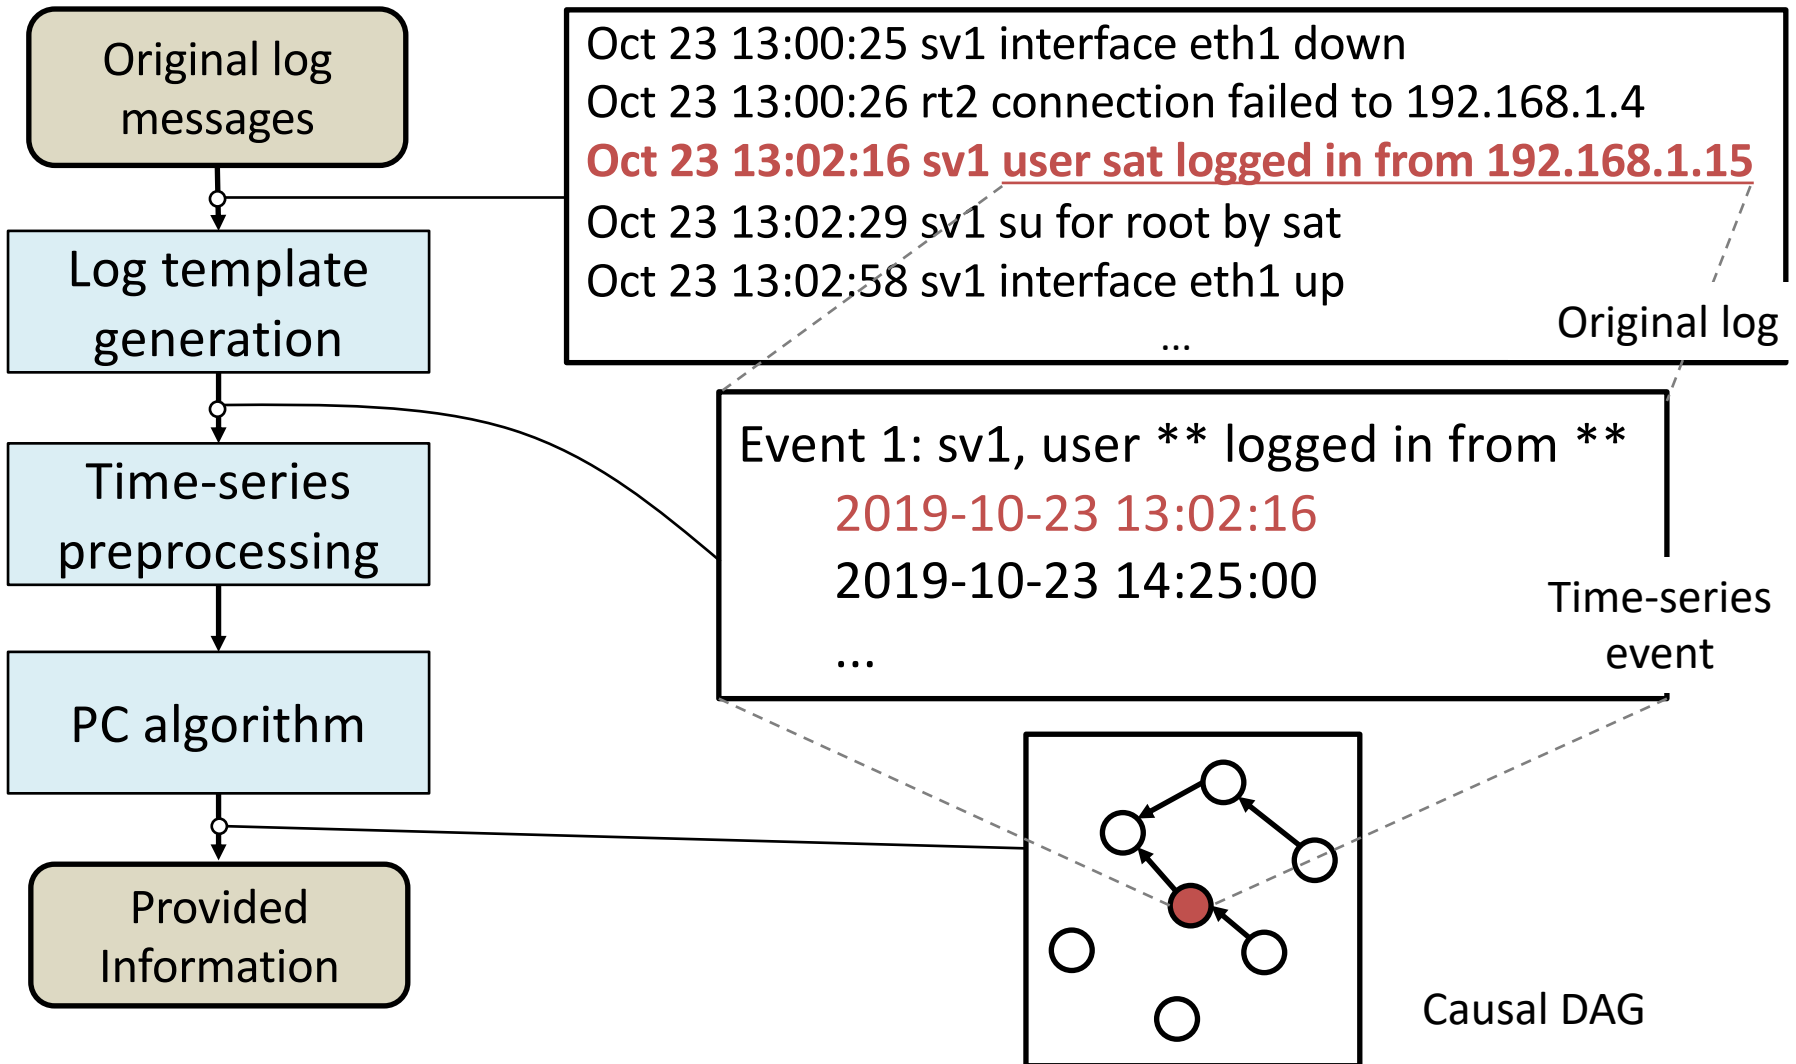 Original log
messages
Log template
generation
Time-series
preprocessing
PC algorithm
Provided
Information
Oct 23 13:00:25 sv1 interface eth1 down
Oct 23 13:00:26 rt2 connection failed to 192.168.1.4
Oct 23 13:02:16 sv1 user sat logged in from 192.168.1.15
Oct 23 13:02:29 sv1 su for root by sat
Oct 23 13:02:58 sv1 interface eth1 up
...
Original log
Event 1: sv1, user ** logged in from **
2019-10-23 13:02:16
2019-10-23 14:25:00
...
Time-series
event
Causal DAG